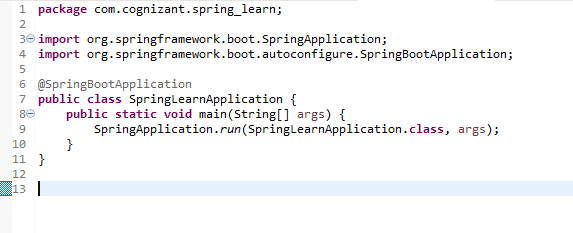 1 package com.cognizant.spring_learn;
2
3 import org.springframework.boot.SpringApplication;
4 import org.springframework.boot.autoconfigure.SpringBootApplication;
5
6 @SpringBootApplication
7 public class SpringLearnApplication {
8     public static void main(String[] args) {
9         SpringApplication.run(SpringLearnApplication.class, args);
10     }
11 }
12
13